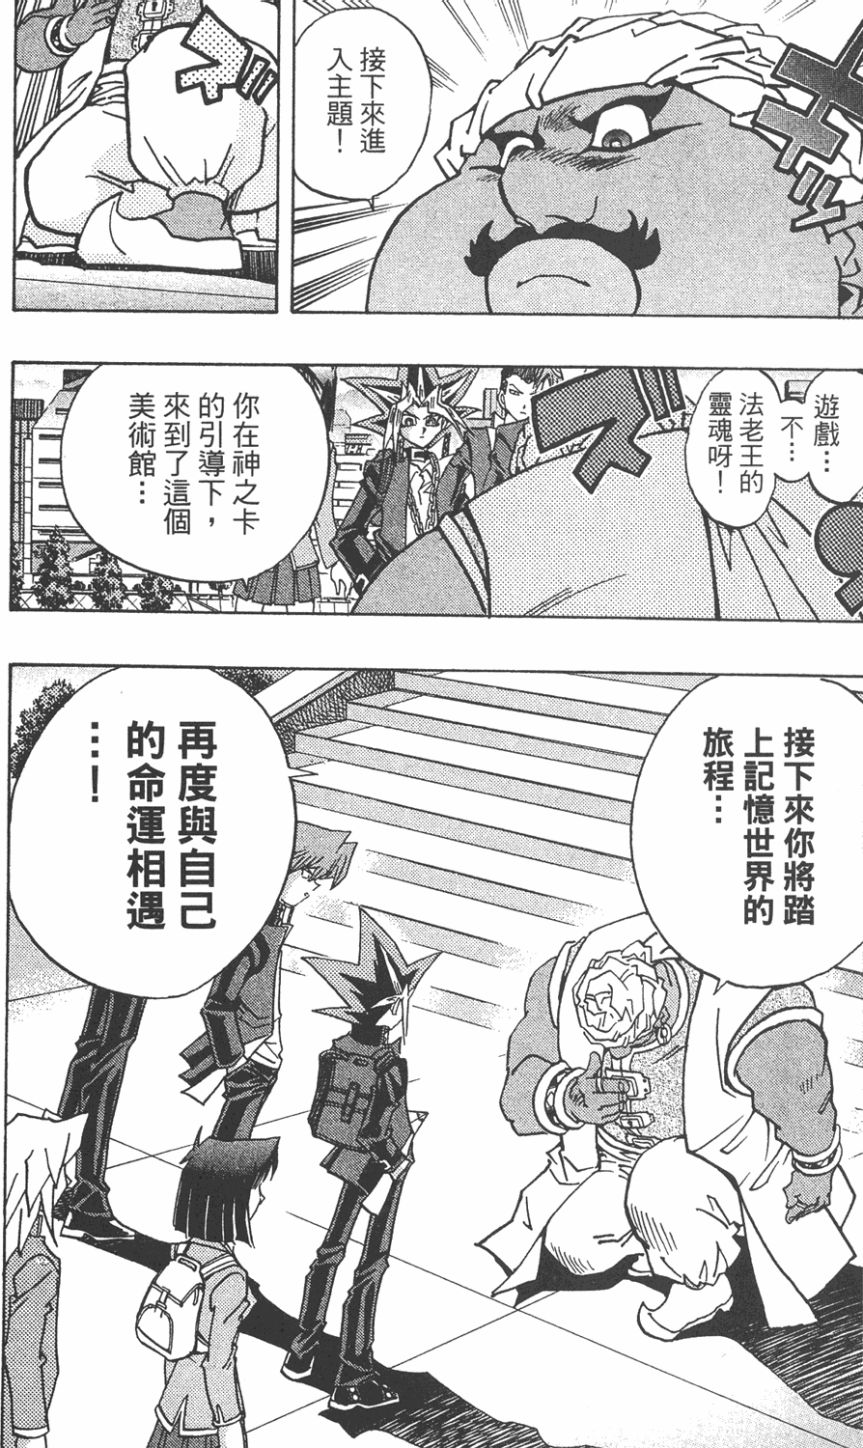 接下來進
入主題！
遊戲…
不…
法老王的
靈魂呀！
你在神之卡
的引導下，
來到了這個
美術館…
接下來你將踏
上記憶世界的
旅程…
再度與自己
的命運相遇
…！